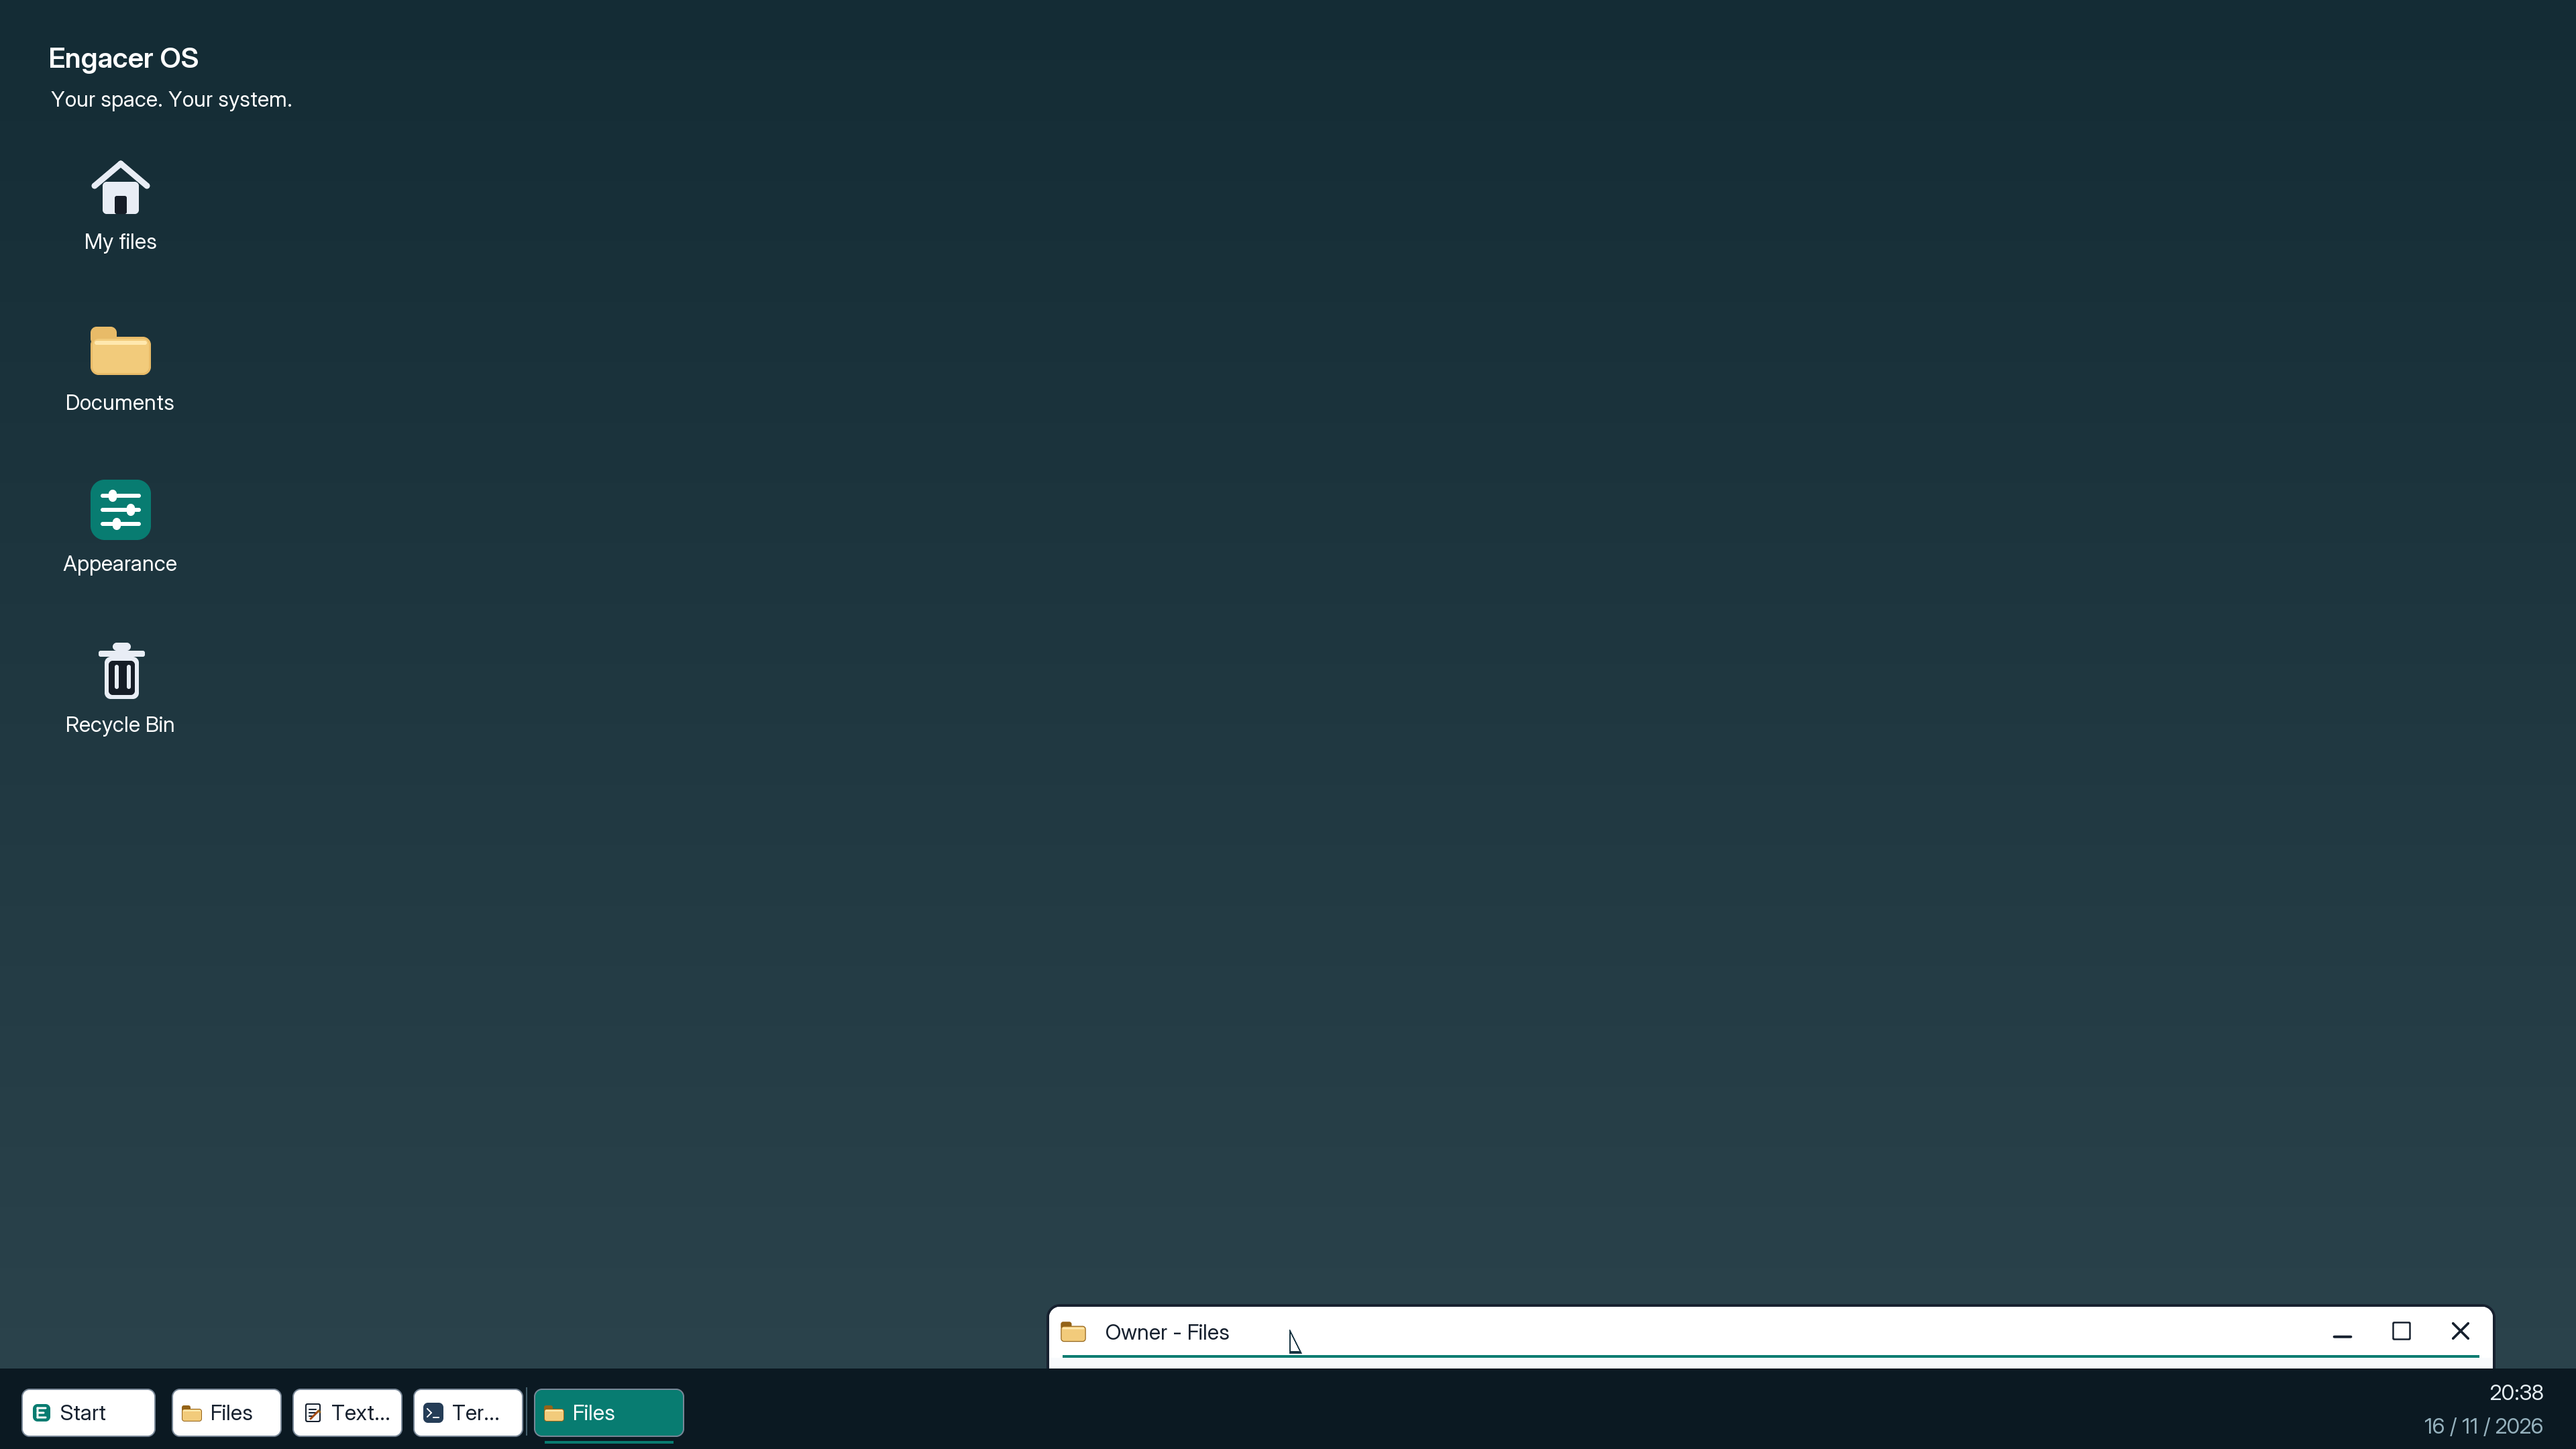 Engacer OS
Your space. Your system.
My files
Documents
Appearance
Recycle Bin
Owner - Files
Start
Files
Text...
Ter...
Files
20:38
16 / 11 / 2026